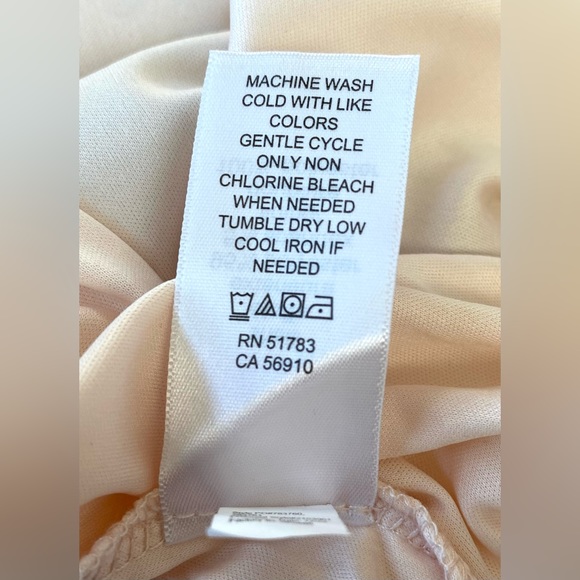 MACHINE WASH
COLD WITH LIKE
COLORS
GENTLE CYCLE
ONLY NON
CHLORINE BLEACH
WHEN NEEDED
TUMBLE DRY LOW
COOL IRON IF
NEEDED
RN 51783
CA 56910